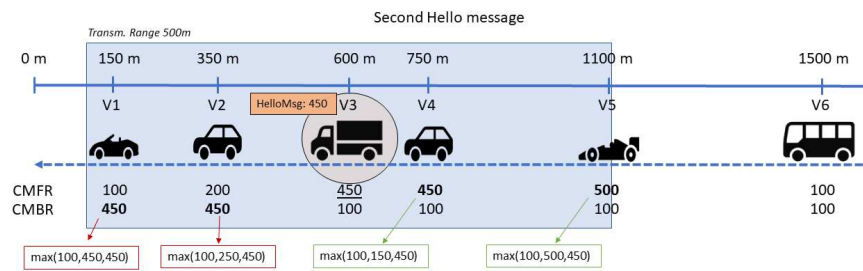 Second Hello message
Transm. Range 500m
0 m 150 m 350 m 600 m 750 m 1100 m 1500 m
HelloMsg: 450
V1 V2 V3 V4 V5 V6
CMFR 100 200 450 450 500 100
CMBR 450 450 100 100 100 100
max(100,450,450) max(100,250,450) max(100,150,450) max(100,500,450)